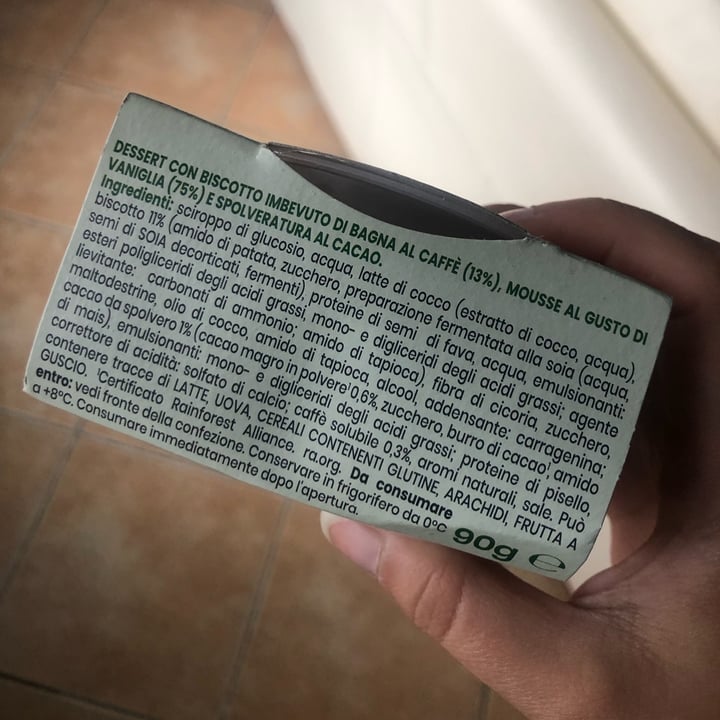 DESSERT CON BISCOTTO IMBEVUTO DI BAGNA AL CAFFÈ (13%), MOUSSE AL GUSTO DI
VANIGLIA (75%) E SPOLVERATURA AL CACAO.
Ingredienti: sciroppo di glucosio, acqua, latte di cocco (estratto di cocco, acqua),
biscotto 11% (amido di patata, zucchero, preparazione fermentata alla soia (acqua,
semi di SOIA decorticati, fermenti), proteine di semi di fava, acqua, emulsionanti:
esteri poligliceridi degli acidi grassi, mono- e digliceridi degli acidi grassi; agente
lievitante: carbonati di ammonio; amido di tapioca), fibra di cicoria, zucchero,
maltodestrine, olio di cocco, amido di tapioca, alcool, addensante: carragenina;
cacao da spolvero 1% (cacao magro in polvere¹ 0,6%, zucchero, burro di cacao¹, amido
di mais), emulsionanti: mono- e digliceridi degli acidi grassi; proteine di pisello,
correttore di acidità: solfato di calcio; caffè solubile 0,3%, aromi naturali, sale. Può
contenere tracce di LATTE, UOVA, CEREALI CONTENENTI GLUTINE, ARACHIDI, FRUTTA A
GUSCIO. ¹Certificato Rainforest Alliance. ra.org. Da consumare
entro: vedi fronte della confezione. Conservare in frigorifero da 0°C
a +8°C. Consumare immediatamente dopo l'apertura.
90g ℮